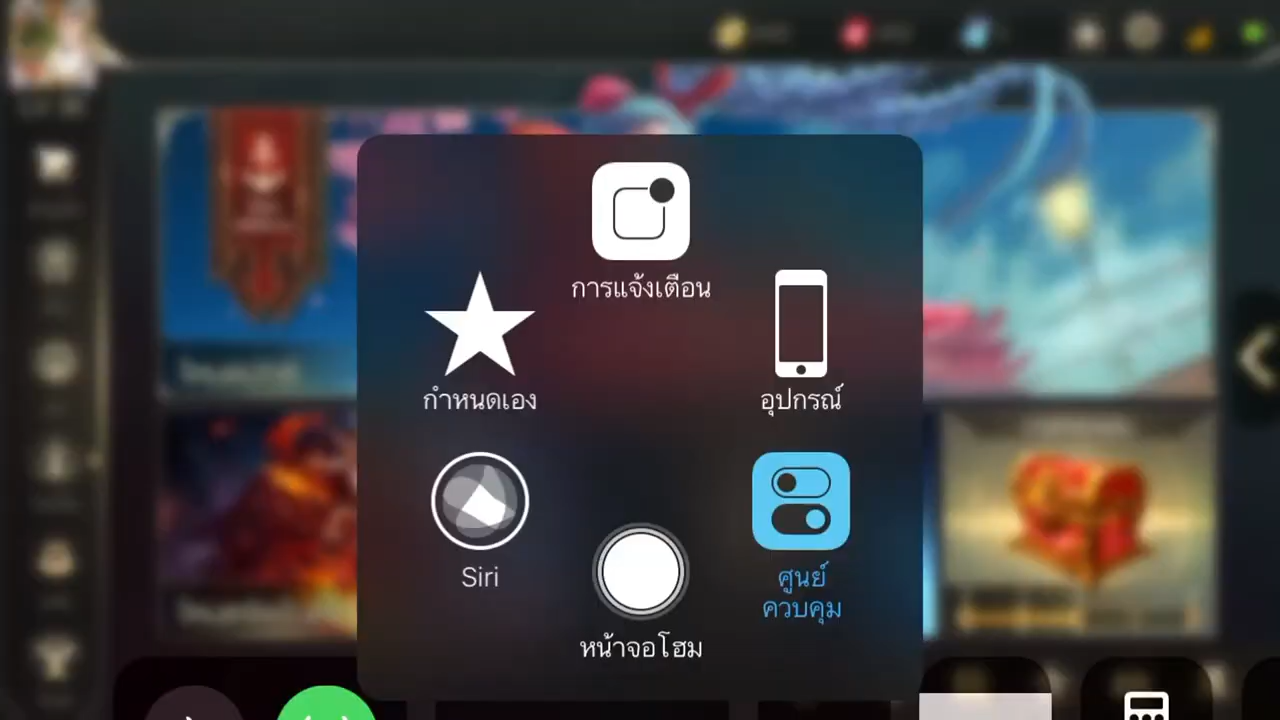 การแจ้งเตือน
กำหนดเอง
อุปกรณ์
Siri
ศูนย์
ควบคุม
หน้าจอโฮม